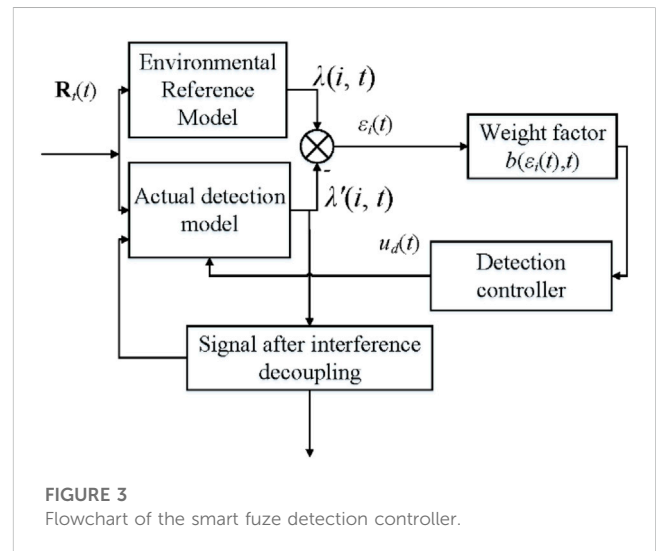 Environmental
Reference
Model
R_i(t)
λ(i, t)
ε_i(t)
Weight factor
b(ε_i(t),t)
-
Actual detection
model
λ'(i, t)
u_d(t)
Detection
controller
Signal after interference
decoupling
FIGURE 3
Flowchart of the smart fuze detection controller.